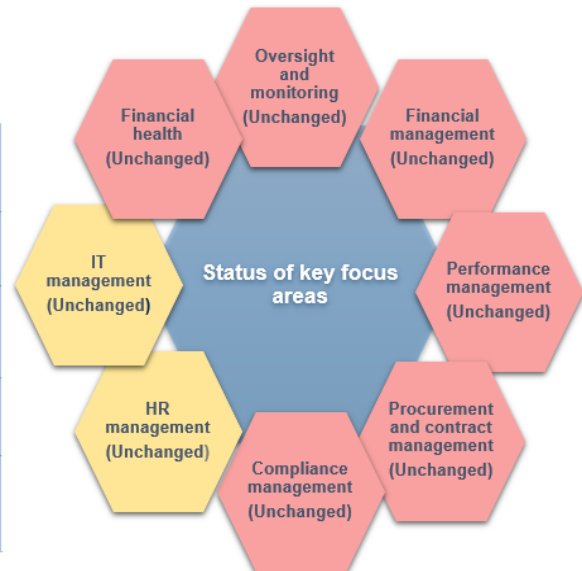 Oversight
and
monitoring
(Unchanged)
Financial
management
(Unchanged)
Performance
management
(Unchanged)
Procurement
and contract
management
(Unchanged)
Compliance
management
(Unchanged)
HR
management
(Unchanged)
IT
management
(Unchanged)
Financial
health
(Unchanged)
Status of key focus
areas